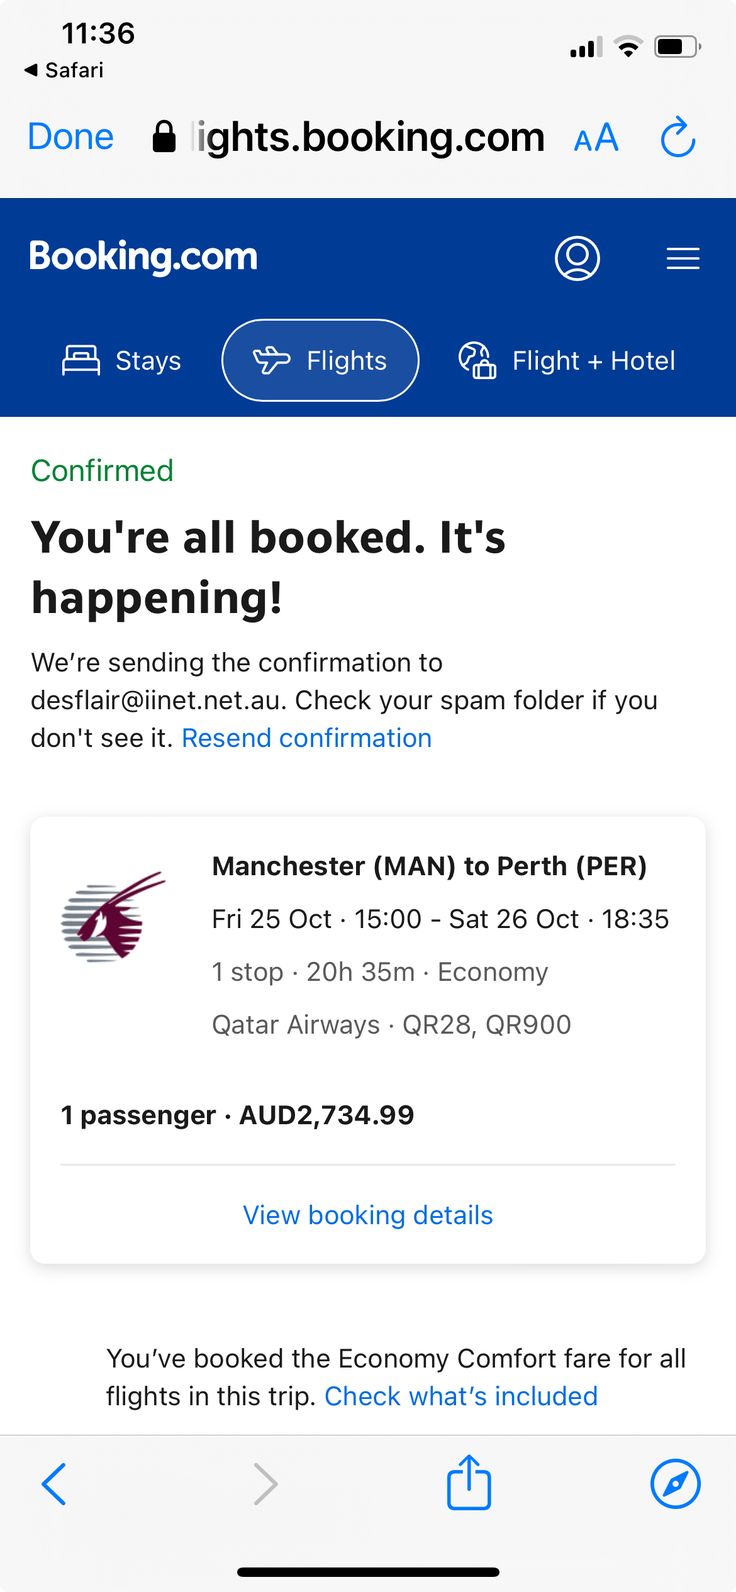 11:36
◀ Safari
Done ights.booking.com AA
Booking.com
Stays Flights Flight + Hotel
Confirmed
You're all booked. It's
happening!
We’re sending the confirmation to
desflair@iinet.net.au. Check your spam folder if you
don't see it. Resend confirmation
Manchester (MAN) to Perth (PER)
Fri 25 Oct · 15:00 - Sat 26 Oct · 18:35
1 stop · 20h 35m · Economy
Qatar Airways · QR28, QR900
1 passenger · AUD2,734.99
View booking details
You’ve booked the Economy Comfort fare for all
flights in this trip. Check what’s included